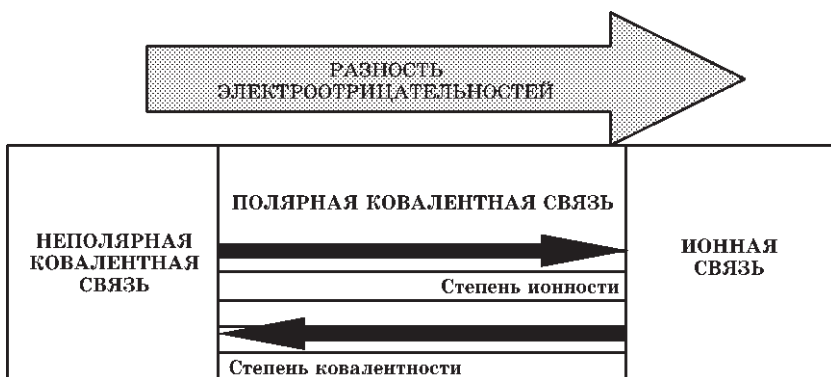 РАЗНОСТЬ
ЭЛЕКТРООТРИЦАТЕЛЬНОСТЕЙ
НЕПОЛЯРНАЯ
КОВАЛЕНТНАЯ
СВЯЗЬ
ПОЛЯРНАЯ КОВАЛЕНТНАЯ СВЯЗЬ
Степень ионности
Степень ковалентности
ИОННАЯ
СВЯЗЬ